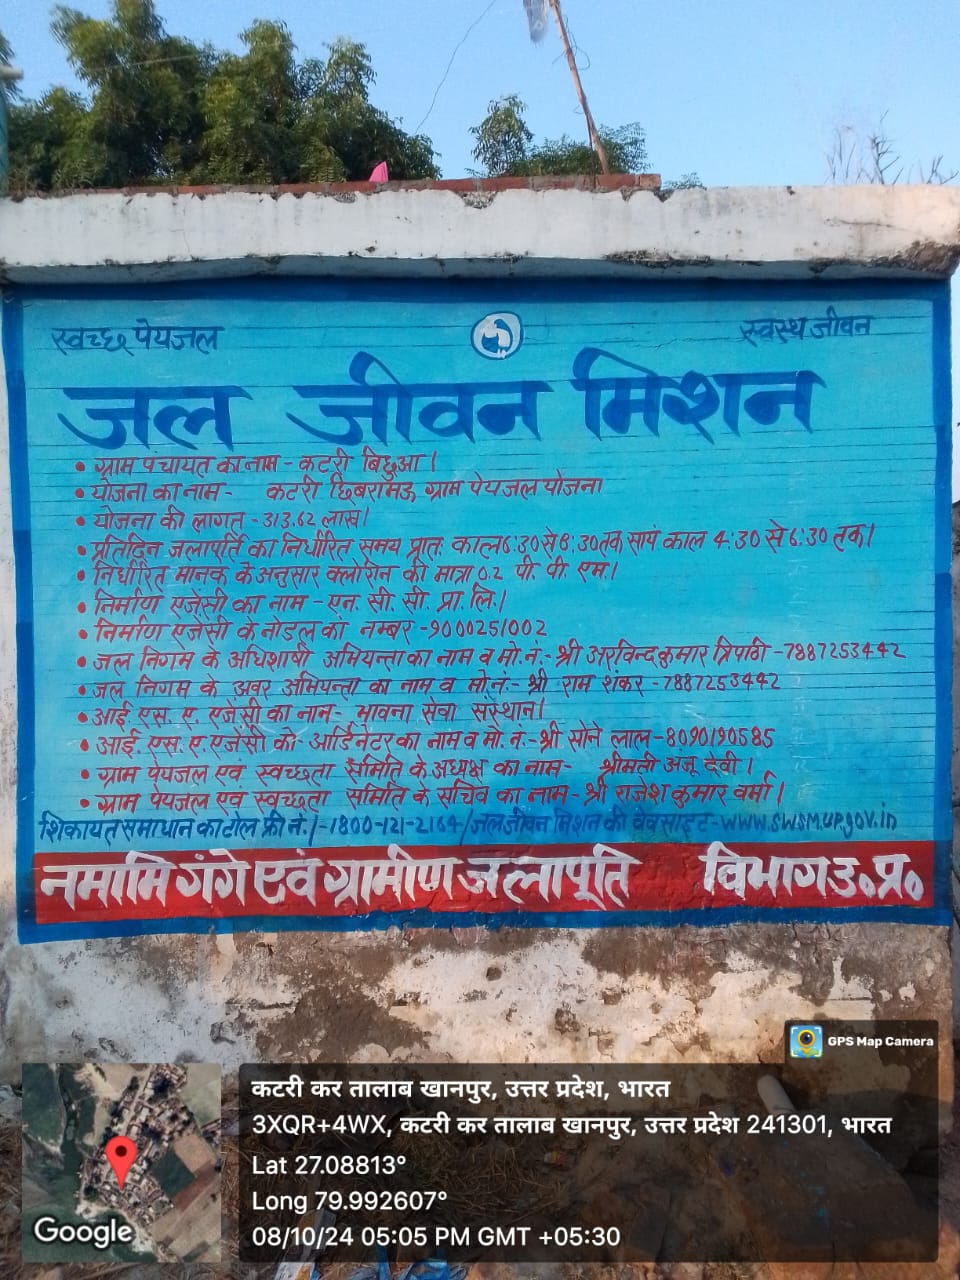 स्वच्छ पेयजल
स्वस्थ जीवन
जल जीवन मिशन
• ग्राम पंचायत का नाम - कटरी बिछुआ।
• योजना का नाम - कटरी छिबरामऊ ग्राम पेयजल योजना
• योजना की लागत - 313.62 लाख।
• प्रतिदिन जलापर्ति का निर्धारित समय प्रातः काल 6:30 से 8:30 तक सायं काल 4:30 से 6:30 तक।
• निर्धारित मानक के अनुसार क्लोरीन की मात्रा 0.2 पी. पी. एम.।
• निर्माण एजेंसी का नाम - एन. सी. सी. प्रा. लि.।
• निर्माण एजेंसी के नोडल का नम्बर - 9000251002
• जल निगम के अधिशाषी अभियन्ता का नाम व मो. नं. - श्री अरविन्द कुमार त्रिपाठी - 7887253442
• जल निगम के अवर अभियन्ता का नाम व मो. नं. - श्री राम शंकर - 7887253442
• आई. एस. ए. एजेंसी का नाम - भावना सेवा संस्थान।
• आई. एस. ए. एजेंसी को आर्डिनेटर का नाम व मो. नं. - श्री सोने लाल - 8090190585
• ग्राम पेयजल एवं स्वच्छता समिति के अध्यक्ष का नाम - श्रीमती अंजू देवी।
• ग्राम पेयजल एवं स्वच्छता समिति के सचिव का नाम - श्री राजेश कुमार वर्मा।
शिकायत समाधान का टोल फ्री नं. /-1800-121-2164/ जल जीवन मिशन की वेबसाइट - www.swsm.up.gov.in
नमामि गंगे एवं ग्रामीण जलापूर्ति विभाग उ. प्र.
GPS Map Camera
कटरी कर तालाब खानपुर, उत्तर प्रदेश, भारत
3XQR+4WX, कटरी कर तालाब खानपुर, उत्तर प्रदेश 241301, भारत
Lat 27.08813°
Long 79.992607°
08/10/24 05:05 PM GMT +05:30
Google